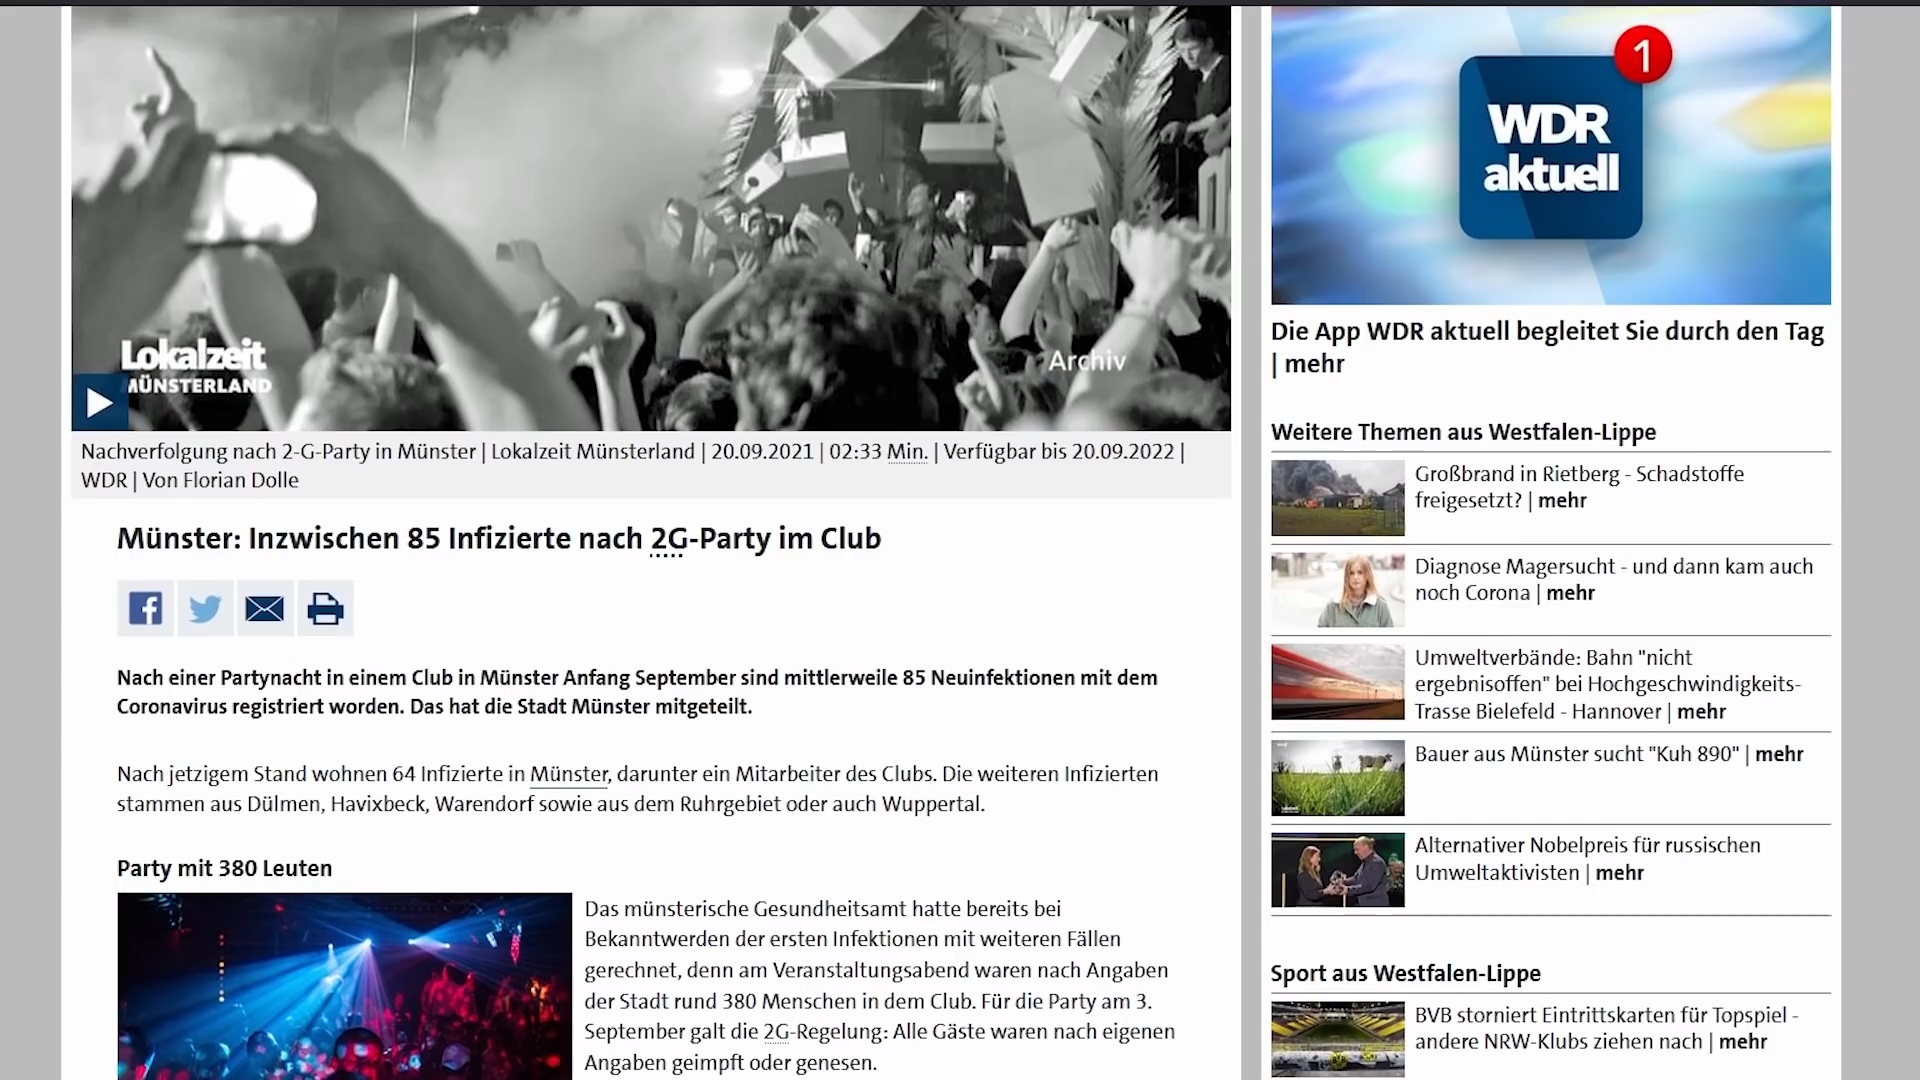 Lokalzeit
MÜNSTERLAND
Archiv
Nachverfolgung nach 2-G-Party in Münster | Lokalzeit Münsterland | 20.09.2021 | 02:33 Min. | Verfügbar bis 20.09.2022 |
WDR | Von Florian Dolle
Münster: Inzwischen 85 Infizierte nach 2G-Party im Club
Nach einer Partynacht in einem Club in Münster Anfang September sind mittlerweile 85 Neuinfektionen mit dem
Coronavirus registriert worden. Das hat die Stadt Münster mitgeteilt.
Nach jetzigem Stand wohnen 64 Infizierte in Münster, darunter ein Mitarbeiter des Clubs. Die weiteren Infizierten
stammen aus Dülmen, Havixbeck, Warendorf sowie aus dem Ruhrgebiet oder auch Wuppertal.
Party mit 380 Leuten
Das münsterische Gesundheitsamt hatte bereits bei
Bekanntwerden der ersten Infektionen mit weiteren Fällen
gerechnet, denn am Veranstaltungsabend waren nach Angaben
der Stadt rund 380 Menschen in dem Club. Für die Party am 3.
September galt die 2G-Regelung: Alle Gäste waren nach eigenen
Angaben geimpft oder genesen.
1
WDR
aktuell
Die App WDR aktuell begleitet Sie durch den Tag
| mehr
Weitere Themen aus Westfalen-Lippe
Großbrand in Rietberg - Schadstoffe
freigesetzt? | mehr
Diagnose Magersucht - und dann kam auch
noch Corona | mehr
Umweltverbände: Bahn "nicht
ergebnisoffen" bei Hochgeschwindigkeits-
Trasse Bielefeld - Hannover | mehr
Bauer aus Münster sucht "Kuh 890" | mehr
Alternativer Nobelpreis für russischen
Umweltaktivisten | mehr
Sport aus Westfalen-Lippe
BVB storniert Eintrittskarten für Topspiel -
andere NRW-Klubs ziehen nach | mehr